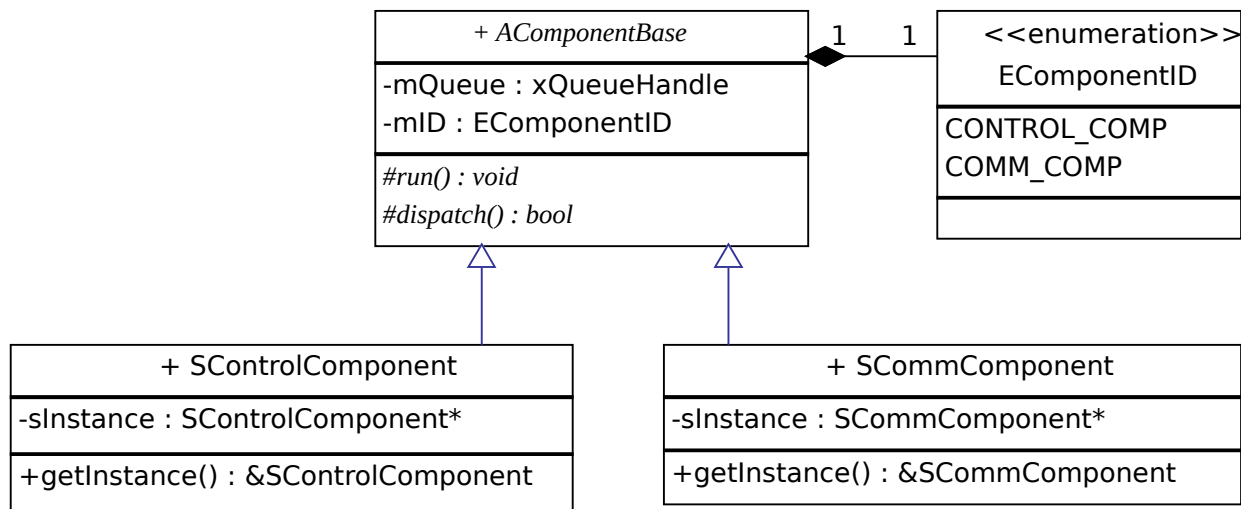 + AComponentBase
-mQueue : xQueueHandle
-mID : EComponentID
#run() : void
#dispatch() : bool
1 1
<<enumeration>>
EComponentID
CONTROL_COMP
COMM_COMP
+ SControlComponent
-sInstance : SControlComponent*
+getInstance() : &SControlComponent
+ SCommComponent
-sInstance : SCommComponent*
+getInstance() : &SCommComponent